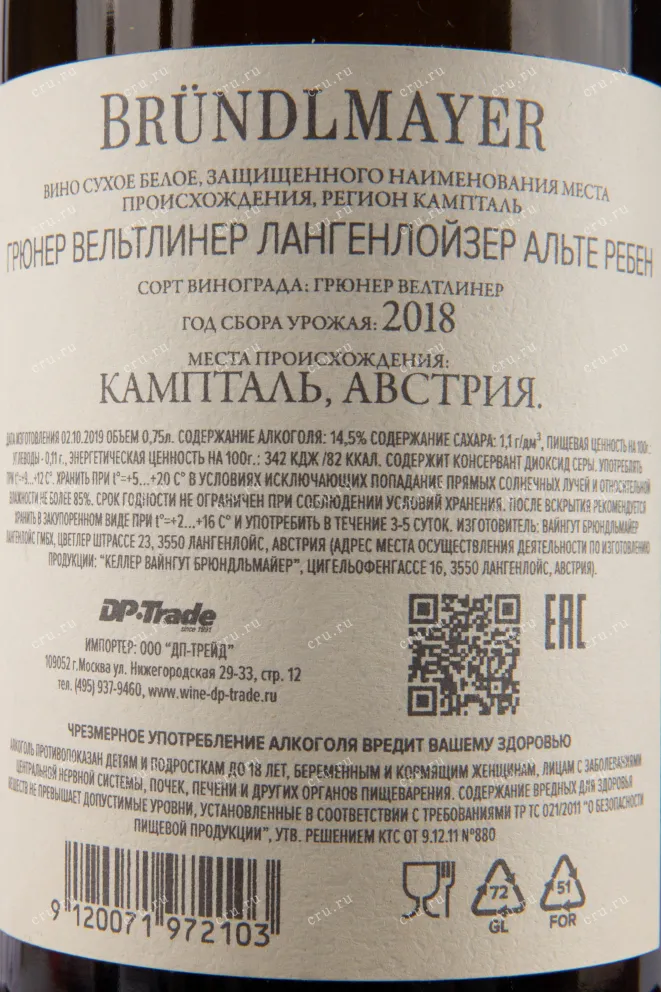 BRÜNDLMAYER
ВИНО СУХОЕ БЕЛОЕ, ЗАЩИЩЕННОГО НАИМЕНОВАНИЯ МЕСТА
ПРОИСХОЖДЕНИЯ, РЕГИОН КАМПТАЛЬ
ГРЮНЕР ВЕЛЬТЛИНЕР ЛАНГЕНЛОЙЗЕР АЛЬТЕ РЕБЕН
СОРТ ВИНОГРАДА: ГРЮНЕР ВЕЛТЛИНЕР
ГОД СБОРА УРОЖАЯ: 2018
МЕСТА ПРОИСХОЖДЕНИЯ:
КАМПТАЛЬ, АВСТРИЯ.
ДАТА ИЗГОТОВЛЕНИЯ 02.10.2019 ОБЪЕМ 0,75л. СОДЕРЖАНИЕ АЛКОГОЛЯ: 14,5% СОДЕРЖАНИЕ САХАРА: 1,1 г/дм³, ПИЩЕВАЯ ЦЕННОСТЬ НА 100г.:
УГЛЕВОДЫ - 0,11 г., ЭНЕРГЕТИЧЕСКАЯ ЦЕННОСТЬ НА 100г.: 342 КДЖ /82 ККАЛ. СОДЕРЖИТ КОНСЕРВАНТ ДИОКСИД СЕРЫ. УПОТРЕБЛЯТЬ
ПРИ t°=+8...+12 C°. ХРАНИТЬ ПРИ t°=+5...+20 C° В УСЛОВИЯХ ИСКЛЮЧАЮЩИХ ПОПАДАНИЕ ПРЯМЫХ СОЛНЕЧНЫХ ЛУЧЕЙ И ОТНОСИТЕЛЬНОЙ
ВЛАЖНОСТИ НЕ БОЛЕЕ 85%. СРОК ГОДНОСТИ НЕ ОГРАНИЧЕН ПРИ СОБЛЮДЕНИИ УСЛОВИЙ ХРАНЕНИЯ. ПОСЛЕ ВСКРЫТИЯ РЕКОМЕНДУЕТСЯ
ХРАНИТЬ В ЗАКУПОРЕННОМ ВИДЕ ПРИ t°=+2...+16 C° И УПОТРЕБИТЬ В ТЕЧЕНИЕ 3-5 СУТОК. ИЗГОТОВИТЕЛЬ: ВАЙНГУТ БРЮНДЛЬМАЙЕР
ЛАНГЕНЛОЙС ГМБХ, ЦВЕТЛЕР ШТРАССЕ 23, 3550 ЛАНГЕНЛОЙС, АВСТРИЯ (АДРЕС МЕСТА ОСУЩЕСТВЛЕНИЯ ДЕЯТЕЛЬНОСТИ ПО ИЗГОТОВЛЕНИЮ
ПРОДУКЦИИ: "КЕЛЛЕР ВАЙНГУТ БРЮНДЛЬМАЙЕР", ЦИГЕЛЬОФЕНГАССЕ 16, 3550 ЛАНГЕНЛОЙС, АВСТРИЯ).
DP-Trade
since 1991
EAC
ИМПОРТЕР: ООО "ДП-ТРЕЙД"
109052 г.Москва ул. Нижегородская 29-33, стр. 12
тел. (495) 937-9460, www.wine-dp-trade.ru
ЧРЕЗМЕРНОЕ УПОТРЕБЛЕНИЕ АЛКОГОЛЯ ВРЕДИТ ВАШЕМУ ЗДОРОВЬЮ
АЛКОГОЛЬ ПРОТИВОПОКАЗАН ДЕТЯМ И ПОДРОСТКАМ ДО 18 ЛЕТ, БЕРЕМЕННЫМ И КОРМЯЩИМ ЖЕНЩИНАМ, ЛИЦАМ С ЗАБОЛЕВАНИЯМИ
ЦЕНТРАЛЬНОЙ НЕРВНОЙ СИСТЕМЫ, ПОЧЕК, ПЕЧЕНИ И ДРУГИХ ОРГАНОВ ПИЩЕВАРЕНИЯ. СОДЕРЖАНИЕ ВРЕДНЫХ ДЛЯ ЗДОРОВЬЯ
ВЕЩЕСТВ НЕ ПРЕВЫШАЕТ ДОПУСТИМЫЕ УРОВНИ, УСТАНОВЛЕННЫЕ В СООТВЕТСТВИИ С ТРЕБОВАНИЯМИ ТР ТС 021/2011 "О БЕЗОПАСНОСТИ
ПИЩЕВОЙ ПРОДУКЦИИ", УТВ. РЕШЕНИЕМ КТС ОТ 9.12.11 №880
9 120071 972103
72
GL
51
FOR
cru.ru